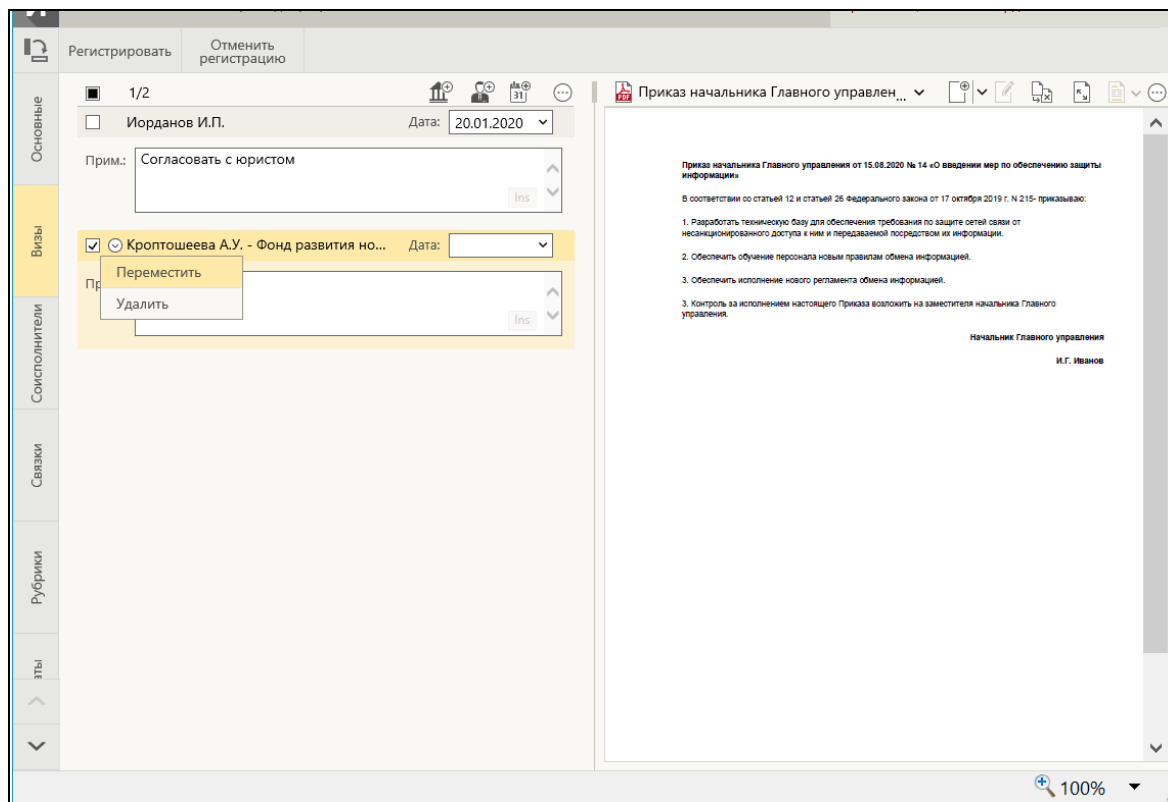 Регистрировать
Отменить
регистрацию
Основные
Визы
Соисполнители
Связки
Рубрики
1/2
31
Иорданов И.П.
Дата:
20.01.2020
Прим.:
Согласовать с юристом
Ins
Кроптошеева А.У. - Фонд развития но...
Дата:
Переместить
Удалить
Ins
PDF
Приказ начальника Главного управлен...
Приказ начальника Главного управления от 15.08.2020 № 14 «О введении мер по обеспечению защиты
информации»
В соответствии со статьей 12 и статьей 26 Федерального закона от 17 октября 2019 г. N 215- приказываю:
1. Разработать техническую базу для обеспечения требования по защите сетей связи от
несанкционированного доступа к ним и передаваемой посредством их информации.
2. Обеспечить обучение персонала новым правилам обмена информацией.
3. Обеспечить исполнение нового регламента обмена информацией.
3. Контроль за исполнением настоящего Приказа возложить на заместителя начальника Главного
управления.
Начальник Главного управления
И.Г. Иванов
100%